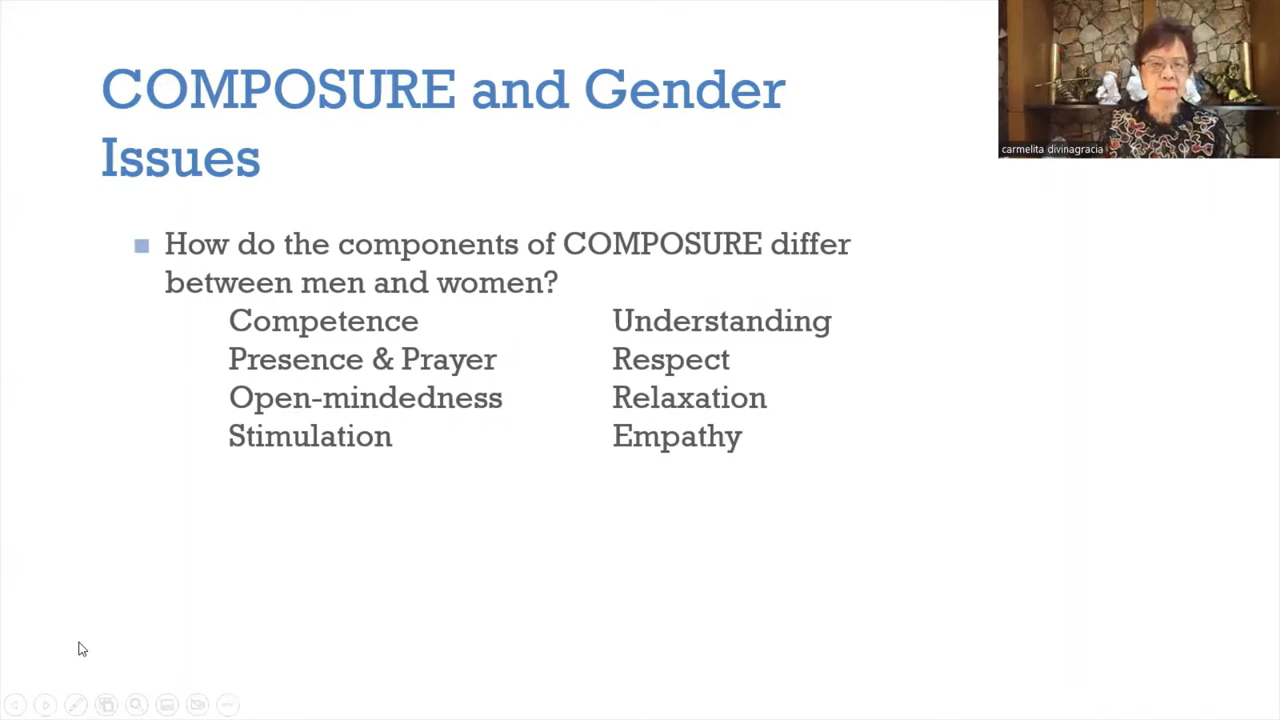 COMPOSURE and Gender
Issues
How do the components of COMPOSURE differ
between men and women?
Competence
Presence & Prayer
Open-mindedness
Stimulation
Understanding
Respect
Relaxation
Empathy
carmelita divinagracia